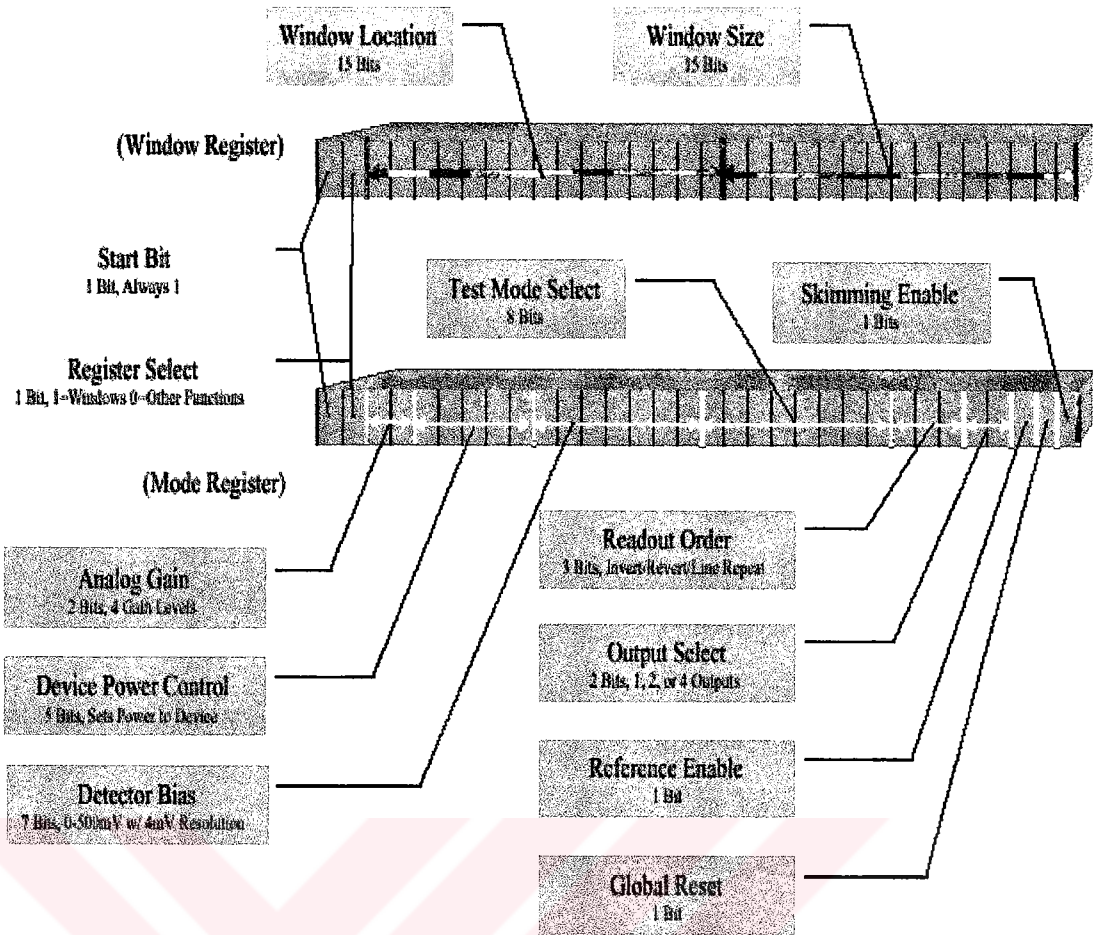 Window Location
15 Bits
Window Size
15 Bits
(Window Register)
Start Bit
1 Bit, Always 1
Test Mode Select
8 Bits
Skimming Enable
1 Bits
Register Select
1 Bit, 1=Windows 0=Other Functions
(Mode Register)
Analog Gain
2 Bits, 4 Gain Levels
Readout Order
3 Bits, Invert/Revert/Line Repeat
Device Power Control
5 Bits, Sets Power to Device
Output Select
2 Bits, 1, 2, or 4 Outputs
Detector Bias
7 Bits, 0-500mV w/ 4mV Resolution
Reference Enable
1 Bit
Global Reset
1 Bit